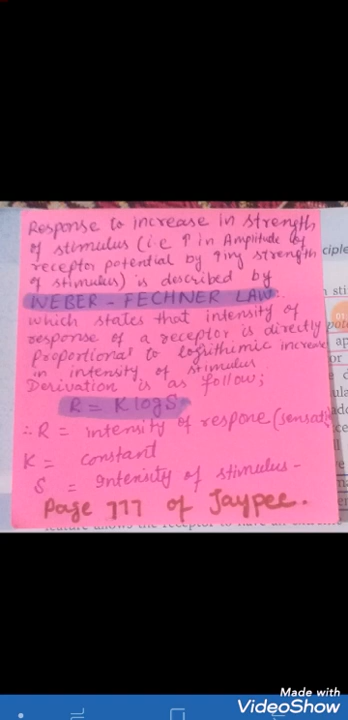 Response to increase in strength
of stimulus (i.e ↑ in Amplitude of
receptor potential by ↑ing strength
of stimulus) is described by
WEBER - FECHNER LAW.
which states that intensity of
response of a receptor is directly
proportional to logrithimic increase
in intensity of stimulus
Derivation is as follow;
R = K log S
∴ R = intensity of respone (sensat
K = constant
S = Intensity of stimulus -
Page 777 of Jaypee.
ciple
Made with
VideoShow